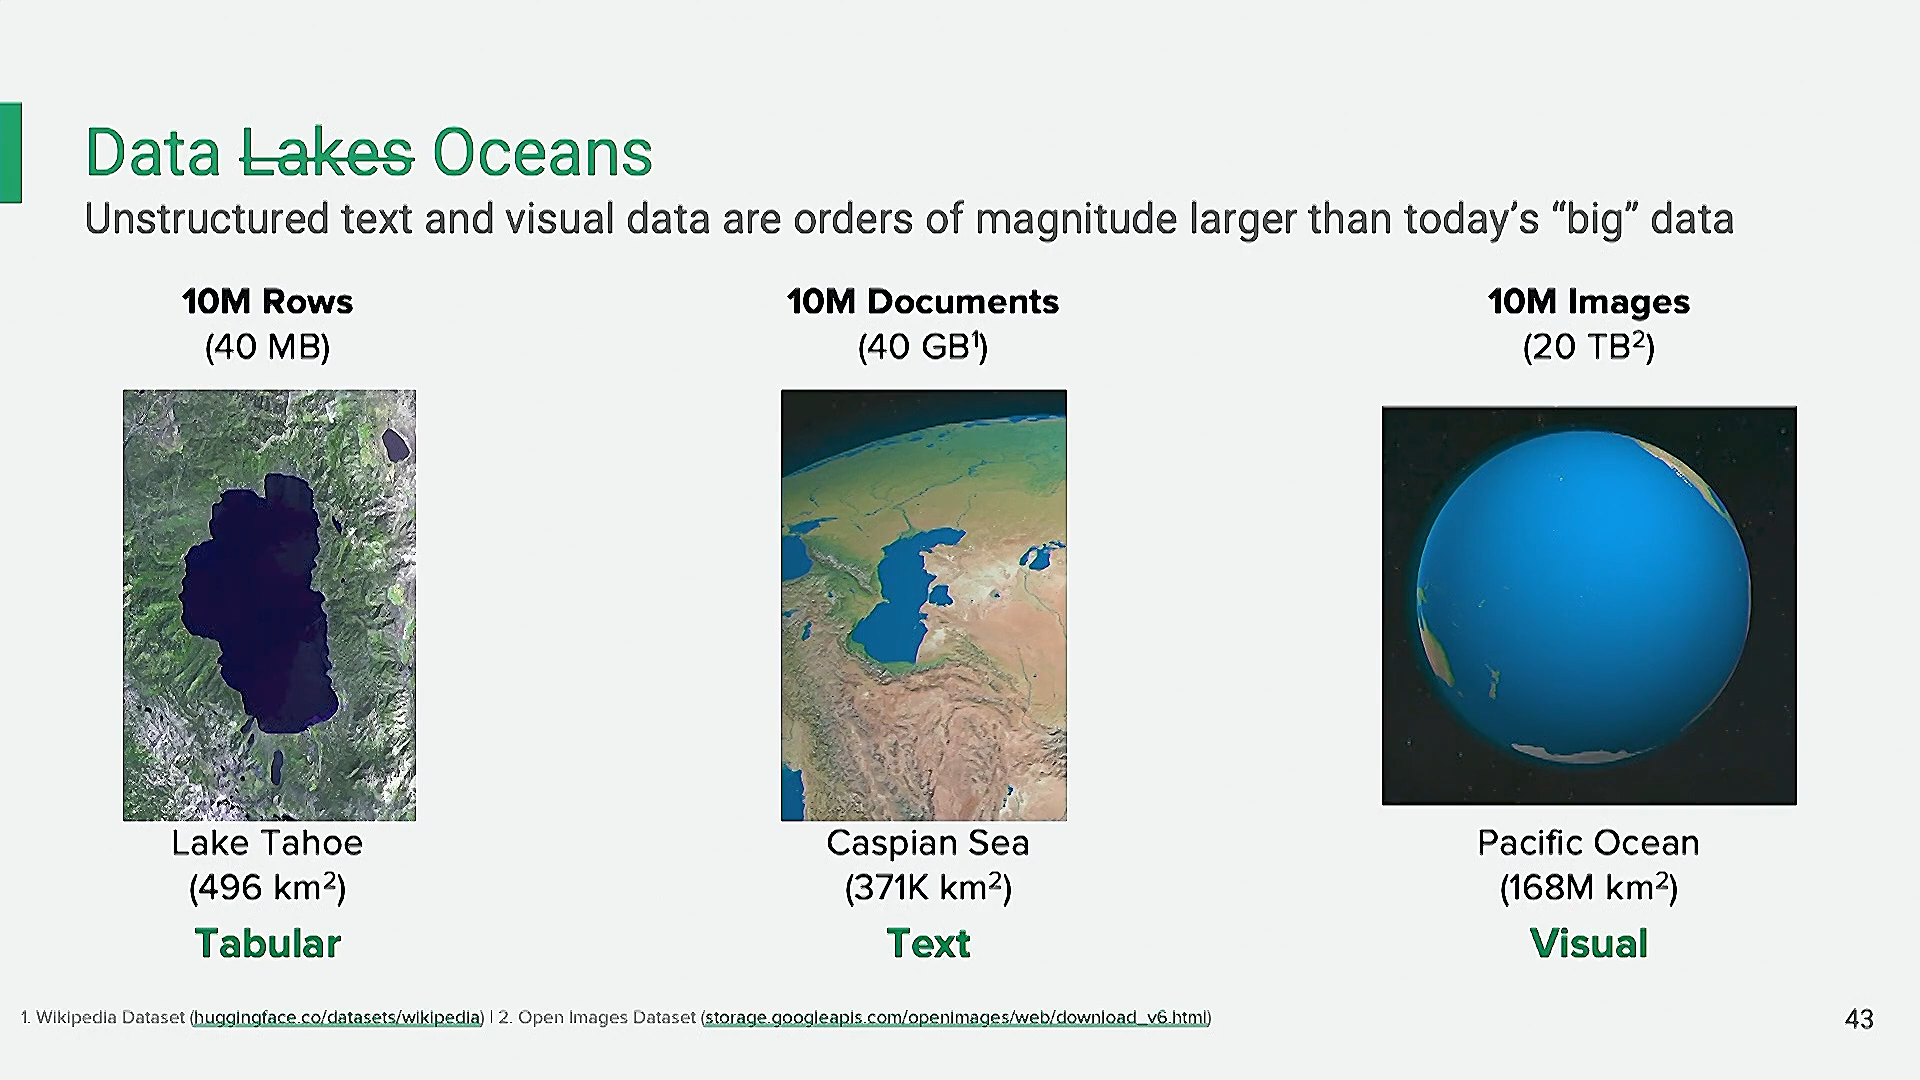 Data Lakes Oceans
Unstructured text and visual data are orders of magnitude larger than today’s “big” data
10M Rows
(40 MB)
Lake Tahoe
(496 km²)
Tabular
10M Documents
(40 GB¹)
Caspian Sea
(371K km²)
Text
10M Images
(20 TB²)
Pacific Ocean
(168M km²)
Visual
1. Wikipedia Dataset (huggingface.co/datasets/wikipedia) | 2. Open Images Dataset (storage.googleapis.com/openimages/web/download_v6.html)
43